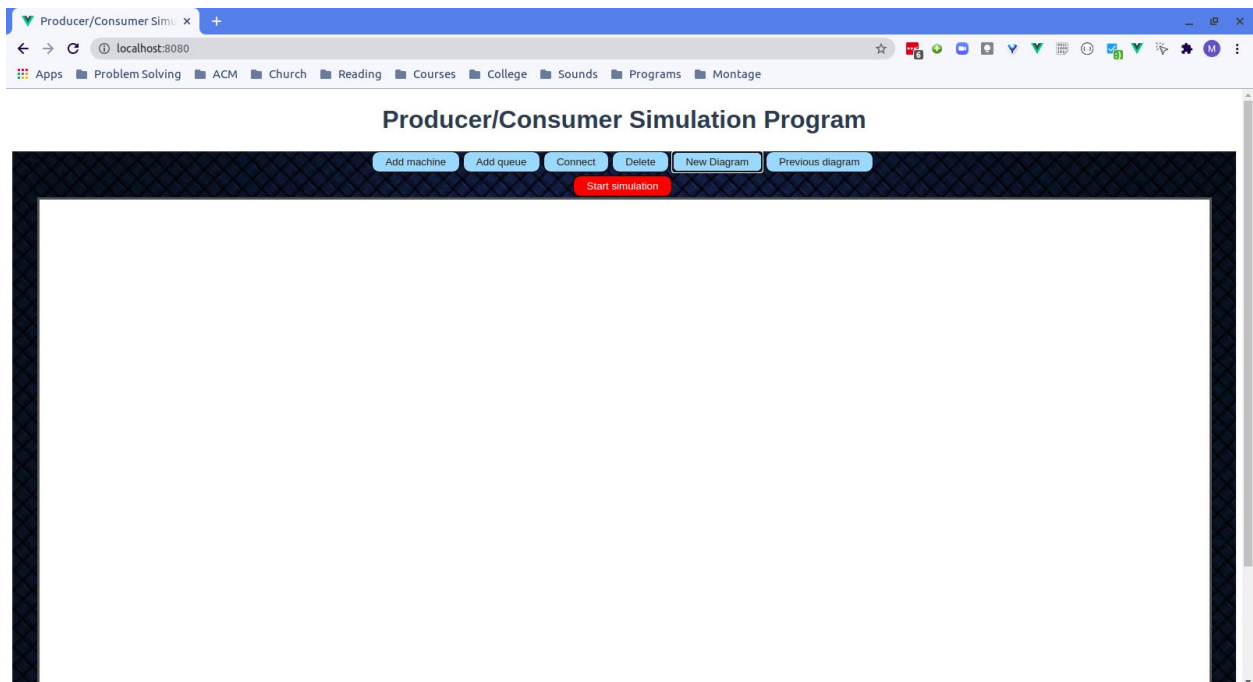 Producer/Consumer Simu
localhost:8080
6
M
Apps Problem Solving ACM Church Reading Courses College Sounds Programs Montage
Producer/Consumer Simulation Program
Add machine Add queue Connect Delete New Diagram Previous diagram
Start simulation